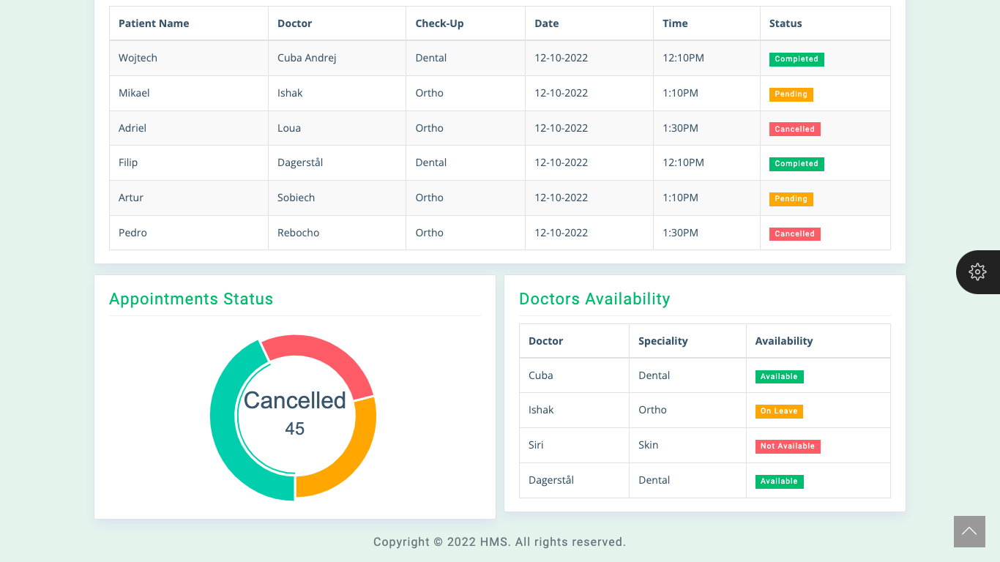 Patient Name Doctor Check-Up Date Time Status
Wojtech Cuba Andrej Dental 12-10-2022 12:10PM Completed
Mikael Ishak Ortho 12-10-2022 1:10PM Pending
Adriel Loua Ortho 12-10-2022 1:30PM Cancelled
Filip Dagerstål Dental 12-10-2022 12:10PM Completed
Artur Sobiech Ortho 12-10-2022 1:10PM Pending
Pedro Rebocho Ortho 12-10-2022 1:30PM Cancelled
Appointments Status
Cancelled
45
Doctors Availability
Doctor Speciality Availability
Cuba Dental Available
Ishak Ortho On Leave
Siri Skin Not Available
Dagerstål Dental Available
Copyright © 2022 HMS. All rights reserved.